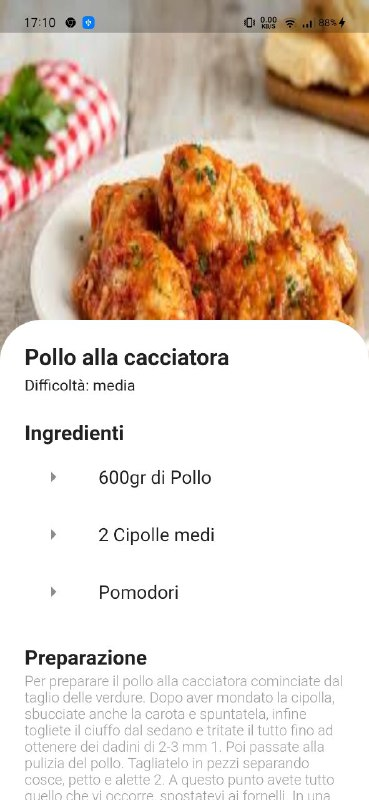 17:10
0.00
KB/S
88%
Pollo alla cacciatora
Difficoltà: media
Ingredienti
600gr di Pollo
2 Cipolle medi
Pomodori
Preparazione
Per preparare il pollo alla cacciatora cominciate dal
taglio delle verdure. Dopo aver mondato la cipolla,
sbucciate anche la carota e spuntatela, infine
togliete il ciuffo dal sedano e tritate il tutto fino ad
ottenere dei dadini di 2-3 mm 1. Poi passate alla
pulizia del pollo. Tagliatelo in pezzi separando
cosce, petto e alette 2. A questo punto avete tutto
quello che vi occorre, spostatevi ai fornelli. In una